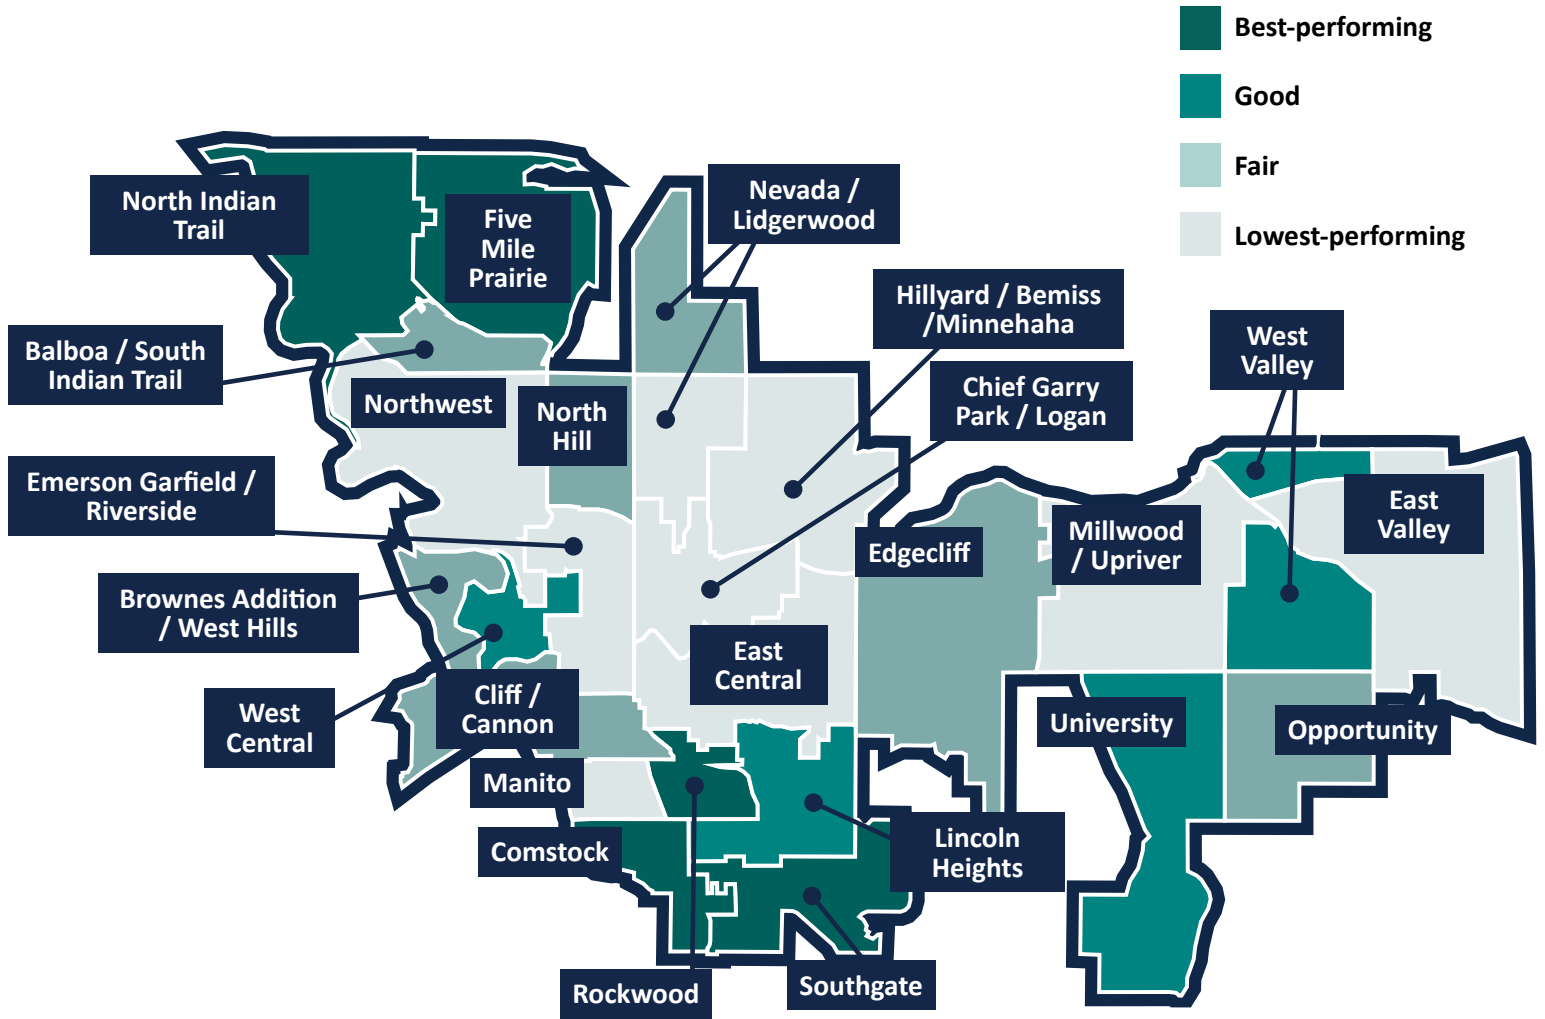 Best-performing
Good
Fair
Lowest-performing
North Indian
Trail
Five
Mile
Prairie
Nevada /
Lidgerwood
Hillyard / Bemiss
/Minnehaha
West
Valley
Balboa / South
Indian Trail
Northwest
North
Hill
Chief Garry
Park / Logan
Emerson Garfield /
Riverside
East
Valley
Edgecliff
Millwood
/ Upriver
Brownes Addition
/ West Hills
East
Central
West
Central
Cliff /
Cannon
University
Opportunity
Manito
Comstock
Lincoln
Heights
Rockwood
Southgate